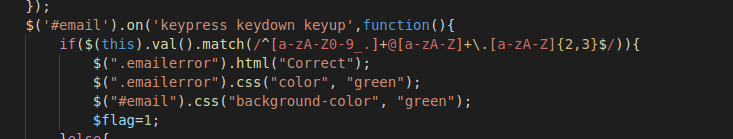 });
$('#email').on('keypress keydown keyup',function(){
if($(this).val().match(/^[a-zA-Z0-9_.]+@[a-zA-Z]+\.[a-zA-Z]{2,3}$/)){
$(".emailerror").html("Correct");
$(".emailerror").css("color", "green");
$("#email").css("background-color", "green");
$flag=1;
}else{